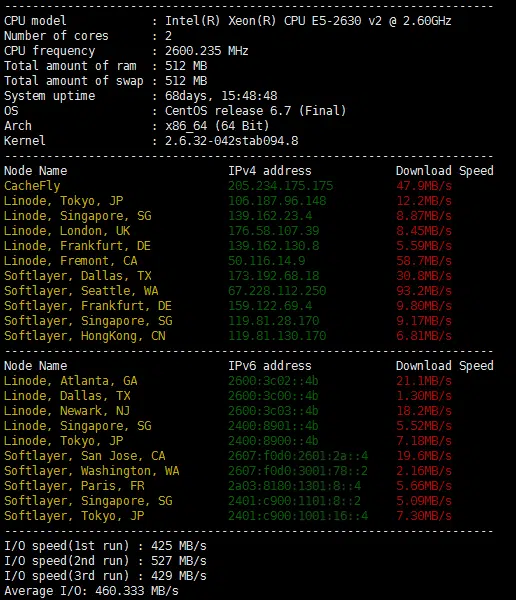 ----------------------------------------------------------------------
CPU model            : Intel(R) Xeon(R) CPU E5-2630 v2 @ 2.60GHz
Number of cores      : 2
CPU frequency        : 2600.235 MHz
Total amount of ram  : 512 MB
Total amount of swap : 512 MB
System uptime        : 68days, 15:48:48
OS                   : CentOS release 6.7 (Final)
Arch                 : x86_64 (64 Bit)
Kernel               : 2.6.32-042stab094.8
----------------------------------------------------------------------
Node Name                       IPv4 address            Download Speed
CacheFly                        205.234.175.175         47.9MB/s
Linode, Tokyo, JP               106.187.96.148          12.2MB/s
Linode, Singapore, SG           139.162.23.4            8.87MB/s
Linode, London, UK              176.58.107.39           8.45MB/s
Linode, Frankfurt, DE           139.162.130.8           5.59MB/s
Linode, Fremont, CA             50.116.14.9             58.7MB/s
Softlayer, Dallas, TX           173.192.68.18           30.8MB/s
Softlayer, Seattle, WA          67.228.112.250          93.2MB/s
Softlayer, Frankfurt, DE        159.122.69.4            9.80MB/s
Softlayer, Singapore, SG        119.81.28.170           9.17MB/s
Softlayer, HongKong, CN         119.81.130.170          6.81MB/s
----------------------------------------------------------------------
Node Name                       IPv6 address            Download Speed
Linode, Atlanta, GA             2600:3c02::4b           21.1MB/s
Linode, Dallas, TX              2600:3c00::4b           1.30MB/s
Linode, Newark, NJ              2600:3c03::4b           18.2MB/s
Linode, Singapore, SG           2400:8901::4b           5.52MB/s
Linode, Tokyo, JP               2400:8900::4b           7.18MB/s
Softlayer, San Jose, CA         2607:f0d0:2601:2a::4    19.6MB/s
Softlayer, Washington, WA       2607:f0d0:3001:78::2    2.16MB/s
Softlayer, Paris, FR            2a03:8180:1301:8::4     5.66MB/s
Softlayer, Singapore, SG        2401:c900:1101:8::2     5.09MB/s
Softlayer, Tokyo, JP            2401:c900:1001:16::4    7.30MB/s
----------------------------------------------------------------------
I/O speed(1st run) : 425 MB/s
I/O speed(2nd run) : 527 MB/s
I/O speed(3rd run) : 429 MB/s
Average I/O: 460.333 MB/s